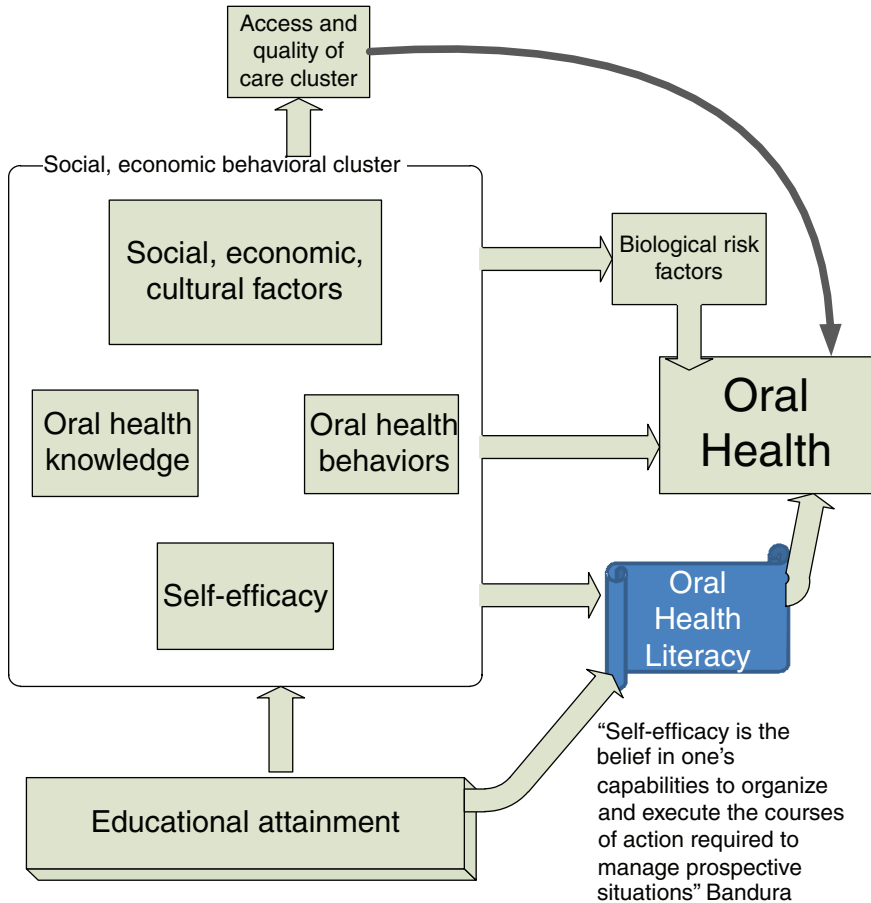 Access and
quality of
care cluster
Social, economic behavioral cluster
Social, economic,
cultural factors
Biological risk
factors
Oral health
knowledge
Oral health
behaviors
Oral
Health
Self-efficacy
Oral
Health
Literacy
Educational attainment
“Self-efficacy is the
belief in one’s
capabilities to organize
and execute the courses
of action required to
manage prospective
situations” Bandura